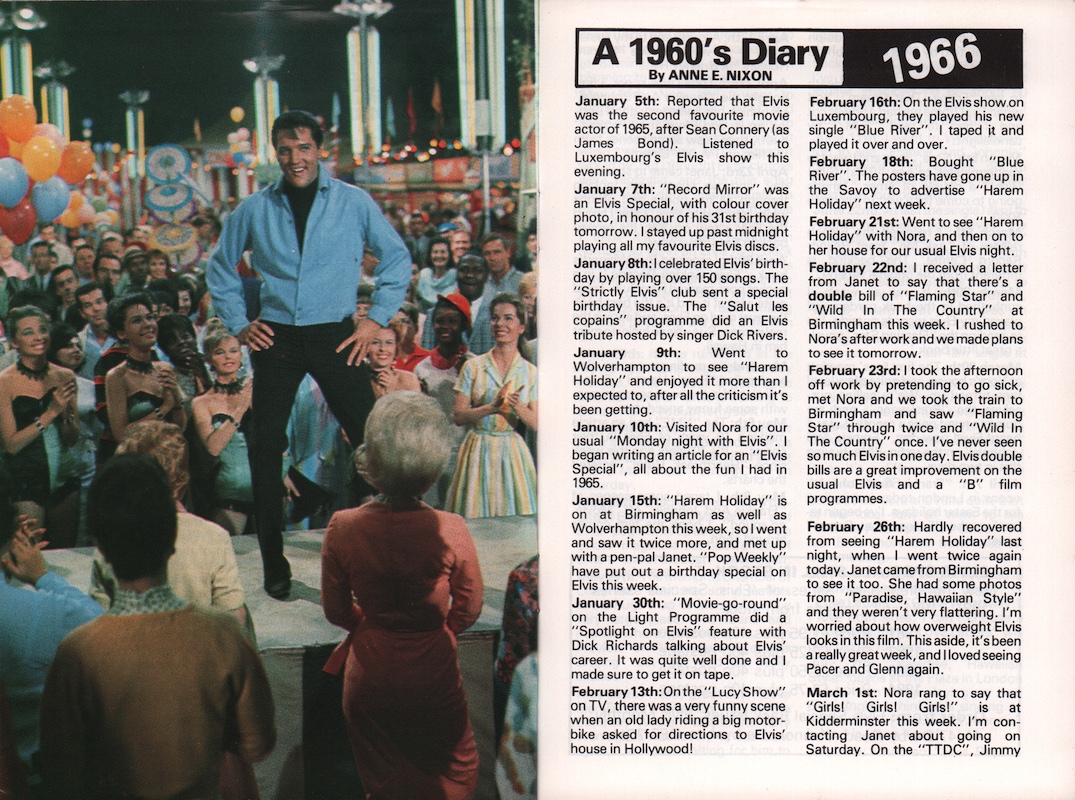 A 1960's Diary
By ANNE E. NIXON
1966
January 5th: Reported that Elvis
was the second favourite movie
actor of 1965, after Sean Connery (as
James Bond). Listened to
Luxembourg's Elvis show this
evening.
January 7th: "Record Mirror" was
an Elvis Special, with colour cover
photo, in honour of his 31st birthday
tomorrow. I stayed up past midnight
playing all my favourite Elvis discs.
January 8th: I celebrated Elvis' birth-
day by playing over 150 songs. The
"Strictly Elvis" club sent a special
birthday issue. The "Salut les
copains" programme did an Elvis
tribute hosted by singer Dick Rivers.
January 9th: Went to
Wolverhampton to see "Harem
Holiday" and enjoyed it more than I
expected to, after all the criticism it's
been getting.
January 10th: Visited Nora for our
usual "Monday night with Elvis". I
began writing an article for an "Elvis
Special", all about the fun I had in
1965.
January 15th: "Harem Holiday" is
on at Birmingham as well as
Wolverhampton this week, so I went
and saw it twice more, and met up
with a pen-pal Janet. "Pop Weekly"
have put out a birthday special on
Elvis this week.
January 30th: "Movie-go-round"
on the Light Programme did a
"Spotlight on Elvis" feature with
Dick Richards talking about Elvis'
career. It was quite well done and I
made sure to get it on tape.
February 13th: On the "Lucy Show"
on TV, there was a very funny scene
when an old lady riding a big motor-
bike asked for directions to Elvis'
house in Hollywood!
February 16th: On the Elvis show on
Luxembourg, they played his new
single "Blue River". I taped it and
played it over and over.
February 18th: Bought "Blue
River". The posters have gone up in
the Savoy to advertise "Harem
Holiday" next week.
February 21st: Went to see "Harem
Holiday" with Nora, and then on to
her house for our usual Elvis night.
February 22nd: I received a letter
from Janet to say that there's a
double bill of "Flaming Star" and
"Wild In The Country" at
Birmingham this week. I rushed to
Nora's after work and we made plans
to see it tomorrow.
February 23rd: I took the afternoon
off work by pretending to go sick,
met Nora and we took the train to
Birmingham and saw "Flaming
Star" through twice and "Wild In
The Country" once. I've never seen
so much Elvis in one day. Elvis double
bills are a great improvement on the
usual Elvis and a "B" film
programmes.
February 26th: Hardly recovered
from seeing "Harem Holiday" last
night, when I went twice again
today. Janet came from Birmingham
to see it too. She had some photos
from "Paradise, Hawaiian Style"
and they weren't very flattering. I'm
worried about how overweight Elvis
looks in this film. This aside, it's been
a really great week, and I loved seeing
Pacer and Glenn again.
March 1st: Nora rang to say that
"Girls! Girls! Girls!" is at
Kidderminster this week. I'm con-
tacting Janet about going on
Saturday. On the "TTDC", Jimmy